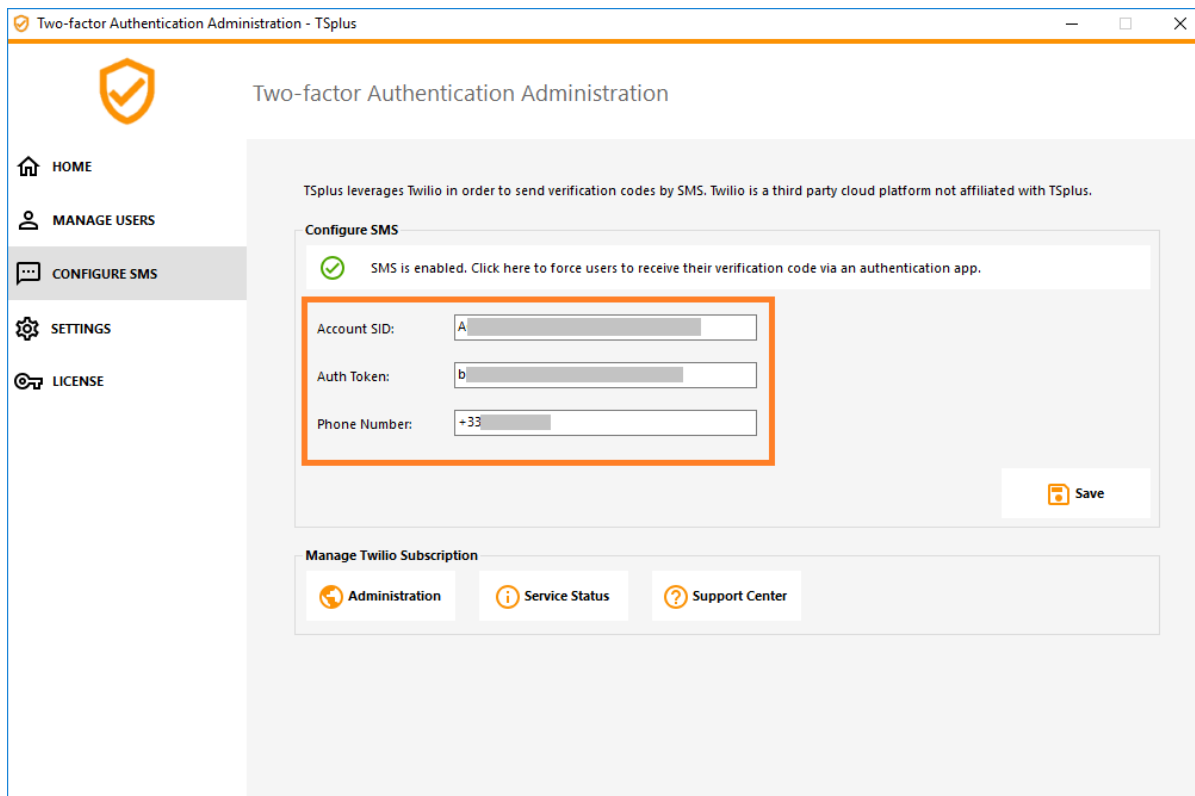 Two-factor Authentication Administration - TSplus
Two-factor Authentication Administration
HOME
MANAGE USERS
CONFIGURE SMS
SETTINGS
LICENSE
TSplus leverages Twilio in order to send verification codes by SMS. Twilio is a third party cloud platform not affiliated with TSplus.
Configure SMS
SMS is enabled. Click here to force users to receive their verification code via an authentication app.
Account SID: A
Auth Token: b
Phone Number: +33
Save
Manage Twilio Subscription
Administration Service Status Support Center